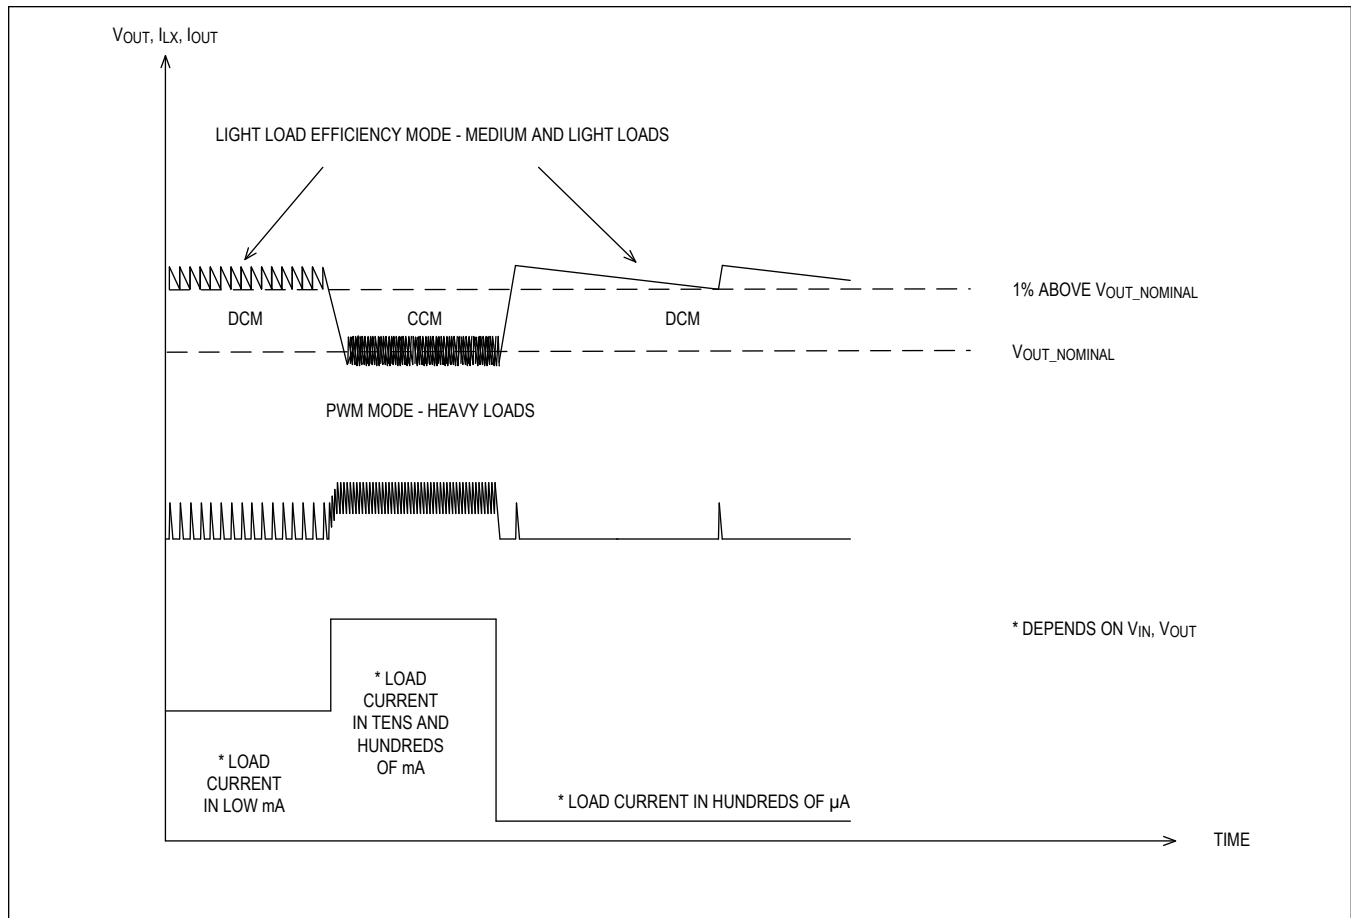 VOUT, ILX, IOUT
LIGHT LOAD EFFICIENCY MODE - MEDIUM AND LIGHT LOADS
1% ABOVE VOUT_NOMINAL
DCM
CCM
DCM
VOUT_NOMINAL
PWM MODE - HEAVY LOADS
* DEPENDS ON VIN, VOUT
* LOAD
CURRENT
IN TENS AND
HUNDREDS
OF mA
* LOAD
CURRENT
IN LOW mA
* LOAD CURRENT IN HUNDREDS OF µA
TIME